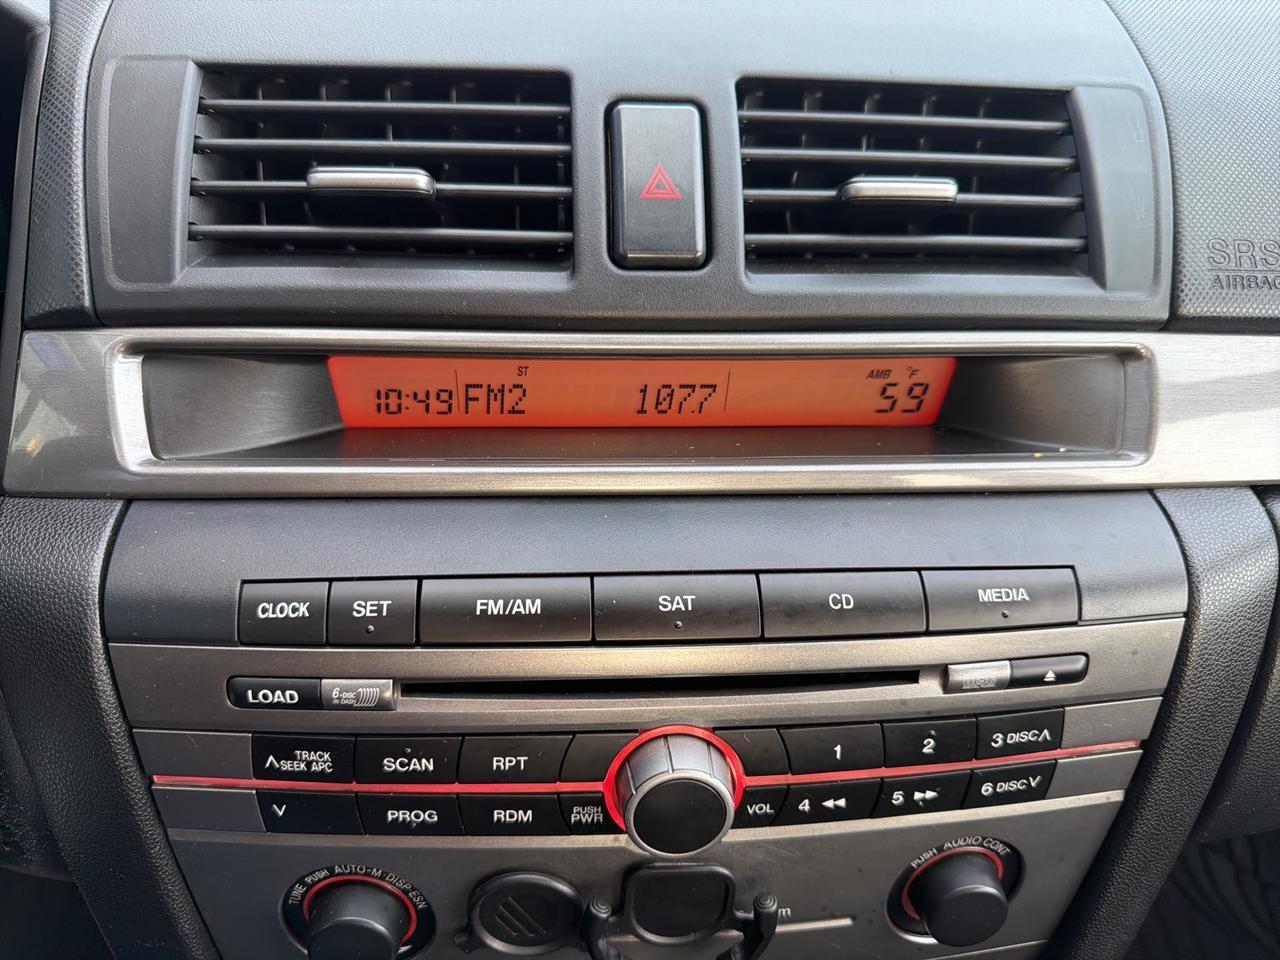 SRS
AIRBAG
ST
AMB °F
10:49 FM2 107.7 59
CLOCK SET FM/AM SAT CD MEDIA
LOAD 6-DISC IN DASH
TRACK
SEEK APC SCAN RPT 1 2 3 DISC
PROG RDM PUSH PWR VOL 4 5 6 DISC
TUNE PUSH AUTO-M DISP ESN
PUSH AUDIO CONT